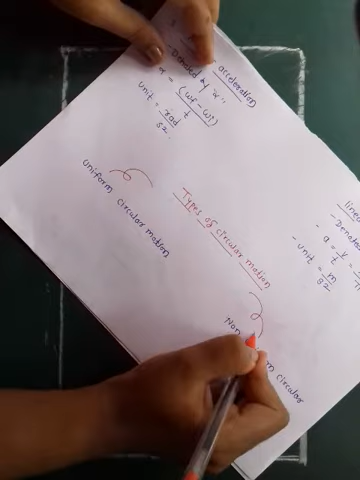 acceleration
-Denoted by "α"
α = (ωf - ωi)
t
unit = rad
s2
linea
-Denoted
- a = v
t
- unit = m
s2
Types of circular motion
uniform circular motion
Non
m circular